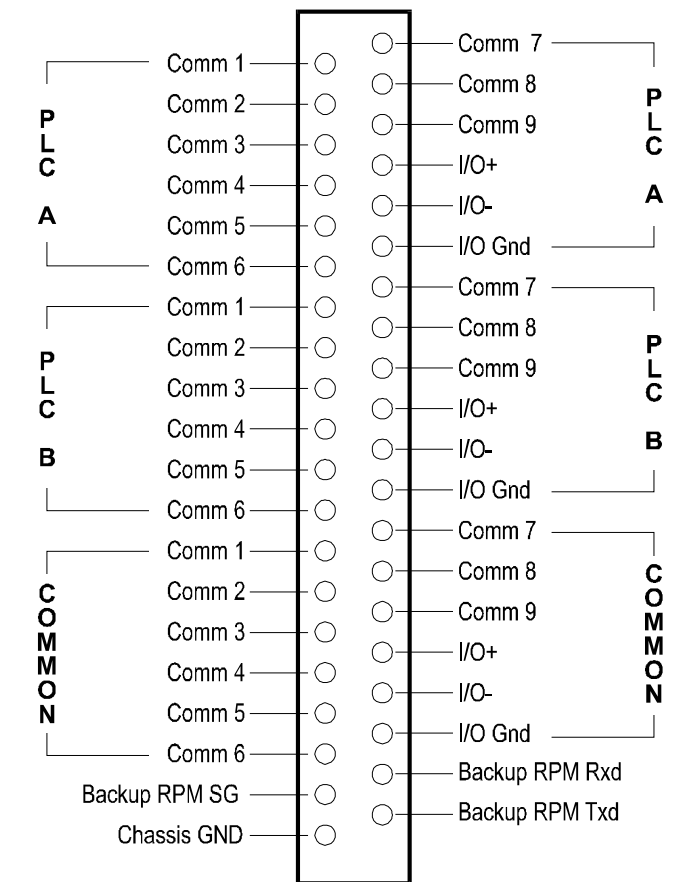 PLC A
Comm 1
Comm 2
Comm 3
Comm 4
Comm 5
Comm 6
PLC B
Comm 1
Comm 2
Comm 3
Comm 4
Comm 5
Comm 6
COMMON
Comm 1
Comm 2
Comm 3
Comm 4
Comm 5
Comm 6
Backup RPM SG
Chassis GND
Comm 7
Comm 8
Comm 9
I/O+
I/O-
I/O Gnd
PLC A
Comm 7
Comm 8
Comm 9
I/O+
I/O-
I/O Gnd
PLC B
Comm 7
Comm 8
Comm 9
I/O+
I/O-
I/O Gnd
COMMON
Backup RPM Rxd
Backup RPM Txd